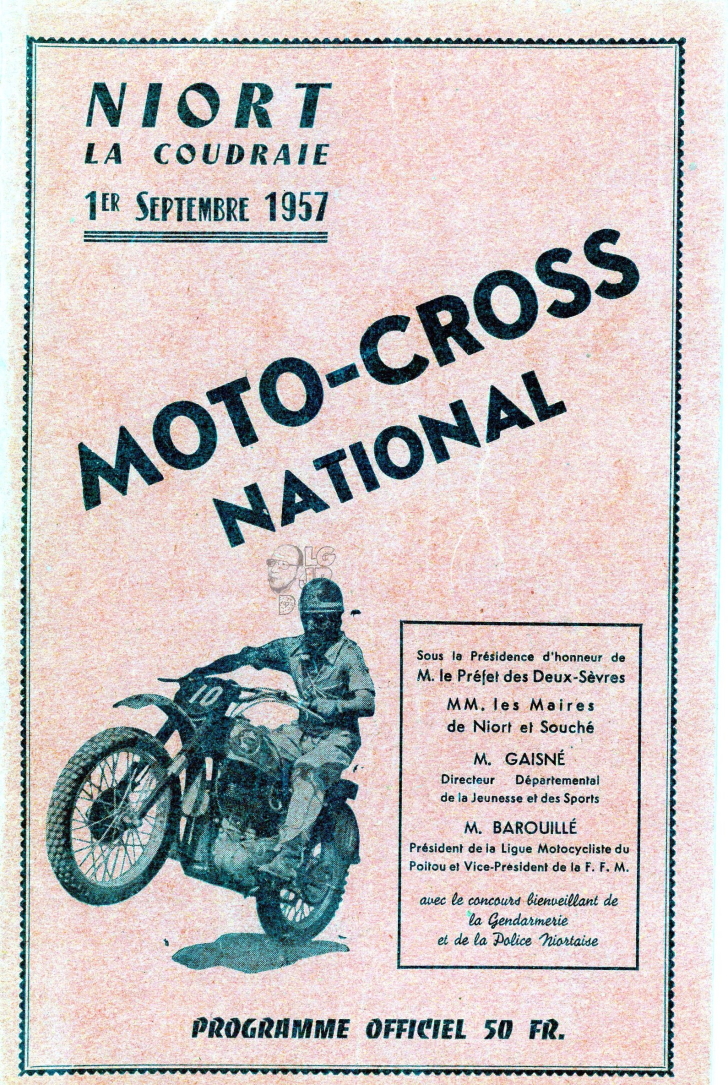 NIORT
LA COUDRAIE
1ER SEPTEMBRE 1957
MOTO-CROSS
NATIONAL
LG
10
Sous la Présidence d'honneur de
M. le Préfet des Deux-Sèvres
MM. les Maires
de Niort et Souché
M. GAISNÉ
Directeur Départemental
de la Jeunesse et des Sports
M. BAROUILLÉ
Président de la Ligue Motocycliste du
Poitou et Vice-Président de la F. F. M.
avec le concours bienveillant de
la Gendarmerie
et de la Police Niortaise
PROGRAMME OFFICIEL 50 FR.